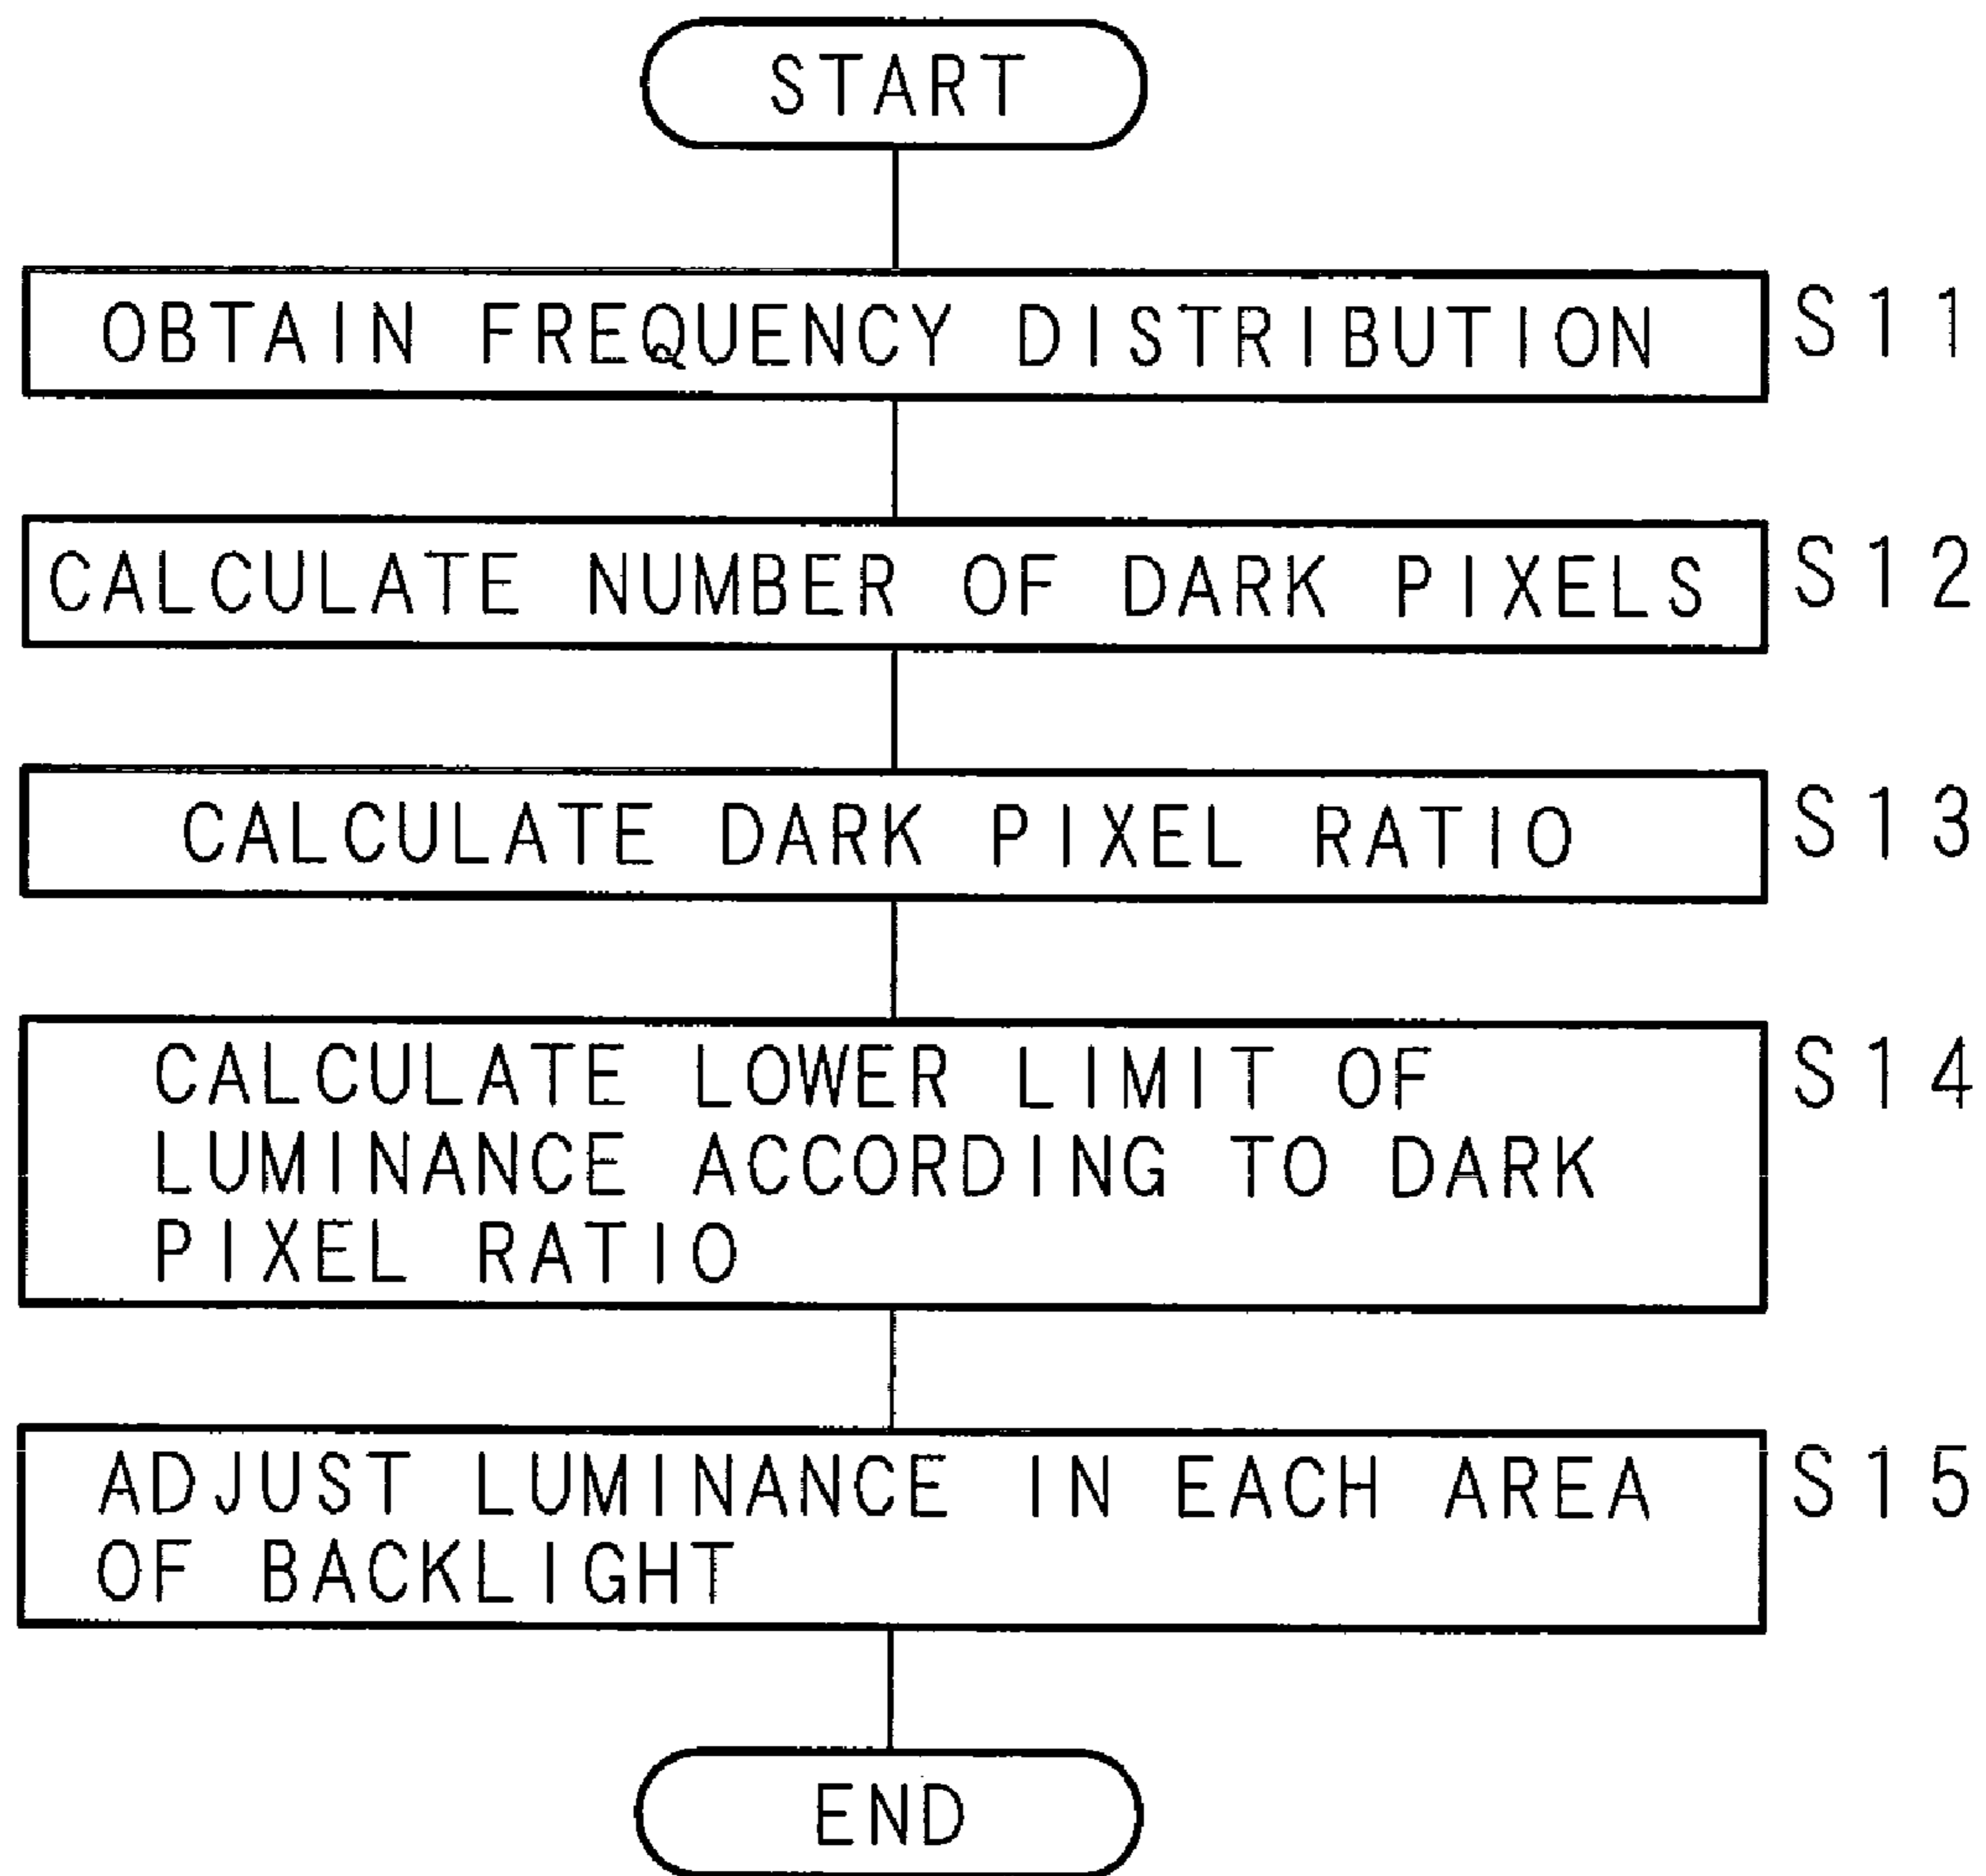 START
OBTAIN FREQUENCY DISTRIBUTION S11
CALCULATE NUMBER OF DARK PIXELS S12
CALCULATE DARK PIXEL RATIO S13
CALCULATE LOWER LIMIT OF S14
LUMINANCE ACCORDING TO DARK
PIXEL RATIO
ADJUST LUMINANCE IN EACH AREA S15
OF BACKLIGHT
END